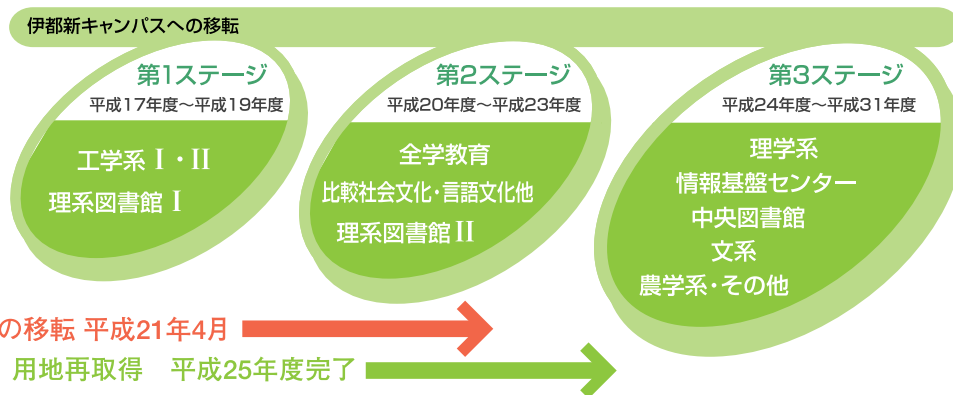 伊都新キャンパスへの移転
第1ステージ
平成17年度～平成19年度
工学系Ⅰ・Ⅱ
理系図書館Ⅰ
第2ステージ
平成20年度～平成23年度
全学教育
比較社会文化・言語文化他
理系図書館Ⅱ
第3ステージ
平成24年度～平成31年度
理学系
情報基盤センター
中央図書館
文系
農学系・その他
の移転 平成21年4月
用地再取得 平成25年度完了